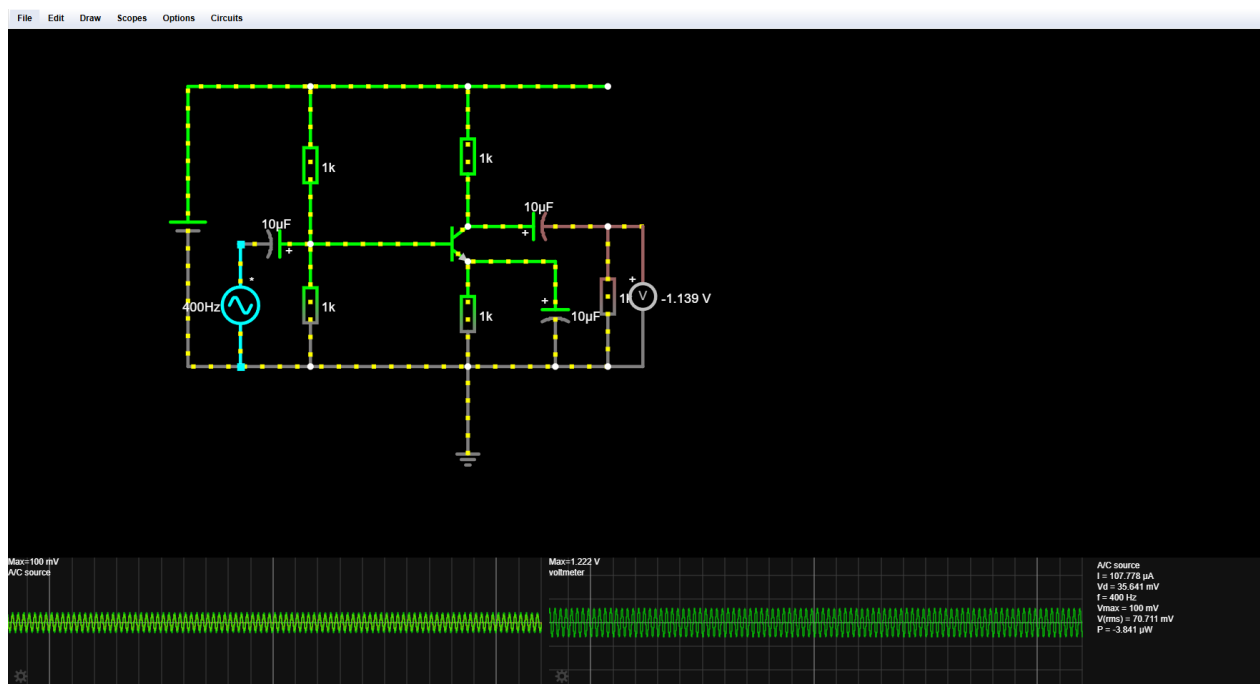 File Edit Draw Scopes Options Circuits
1k
1k
10µF
10µF
*
400Hz
1k
1k
10µF
1k
V
-1.139 V
Max=100 mV
A/C source
Max=1.222 V
voltmeter
A/C source
I = 107.778 µA
Vd = 35.641 mV
f = 400 Hz
Vmax = 100 mV
V(rms) = 70.711 mV
P = -3.841 µW